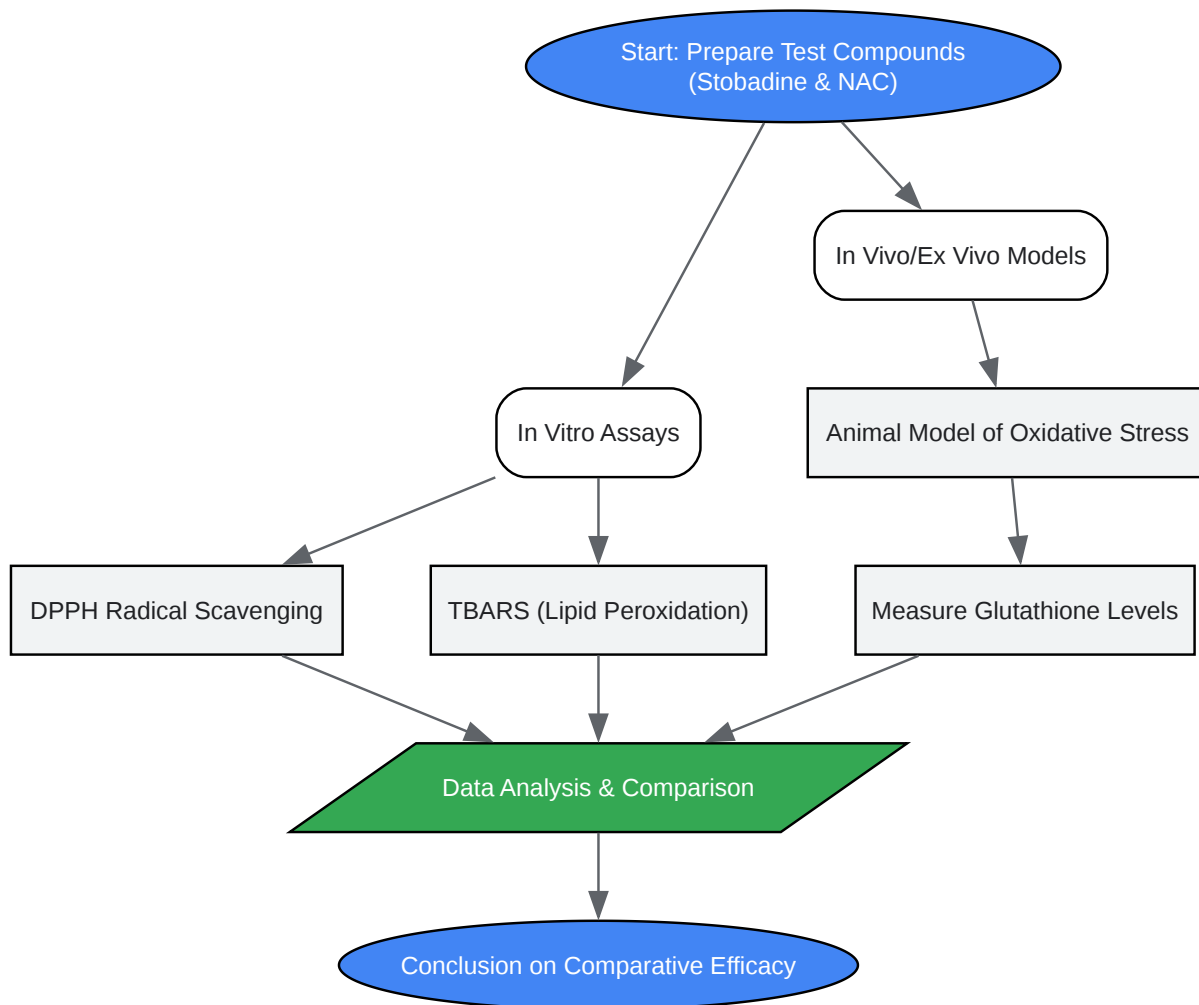 Start: Prepare Test Compounds
(Stobadine & NAC)
In Vivo/Ex Vivo Models
In Vitro Assays
Animal Model of Oxidative Stress
DPPH Radical Scavenging
TBARS (Lipid Peroxidation)
Measure Glutathione Levels
Data Analysis & Comparison
Conclusion on Comparative Efficacy